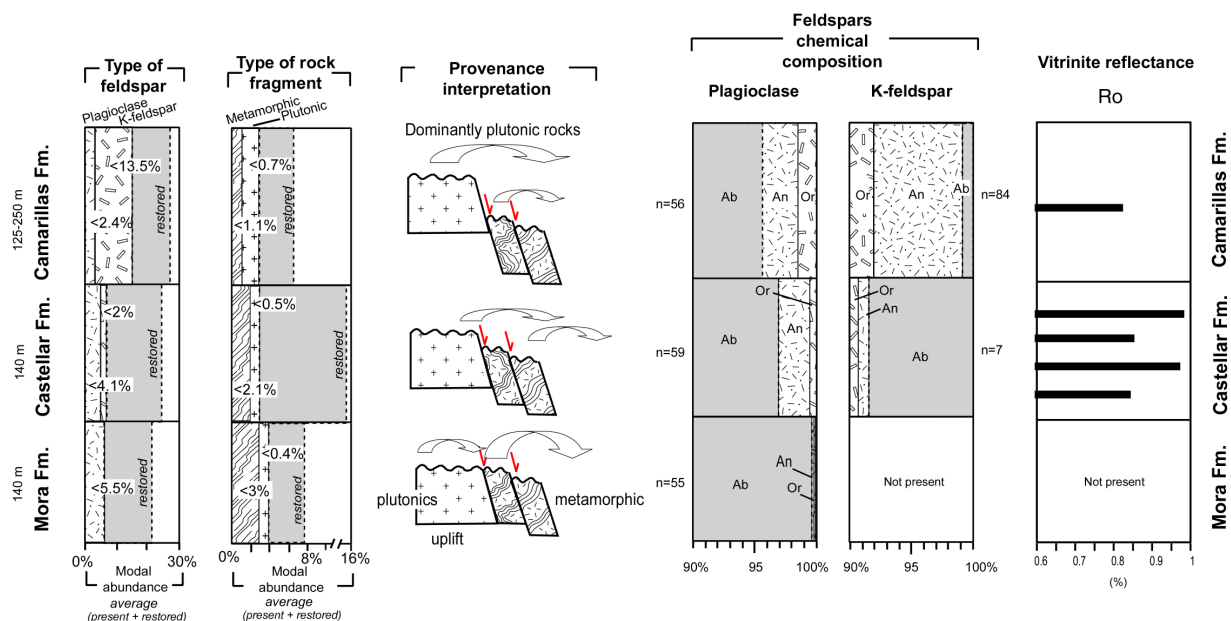 Type of
feldspar
Plagioclase
K-feldspar
Type of rock
fragment
Metamorphic
Plutonic
Provenance
interpretation
Feldspars
chemical
composition
Plagioclase
K-feldspar
Vitrinite reflectance
Ro
Camarillas Fm.
125-250 m
<13.5%
<2.4%
restored
<0.7%
<1.1%
restored
Dominantly plutonic rocks
n=56
Ab
An
Or
Or
An
Ab
n=84
Camarillas Fm.
Castellar Fm.
140 m
<2%
<4.1%
restored
<0.5%
<2.1%
restored
n=59
Ab
Or
An
Or
An
Ab
n=7
Castellar Fm.
Mora Fm.
140 m
<5.5%
restored
<0.4%
<3%
restored
plutonics
metamorphic
uplift
n=55
Ab
An
Or
Not present
Not present
Mora Fm.
0% 30%
Modal
abundance
average
(present + restored)
0% 8% 16%
Modal
abundance
average
(present + restored)
90% 95 100%
90% 95 100%
0.6 0.7 0.8 0.9 1
(%)